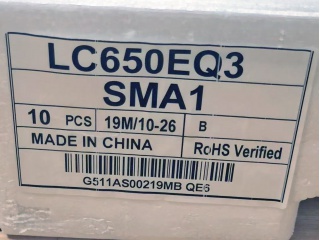 LC650EQ3
SMA1
10 PCS 19M/10-26 B
MADE IN CHINA RoHS Verified
G511AS00219MB QE6